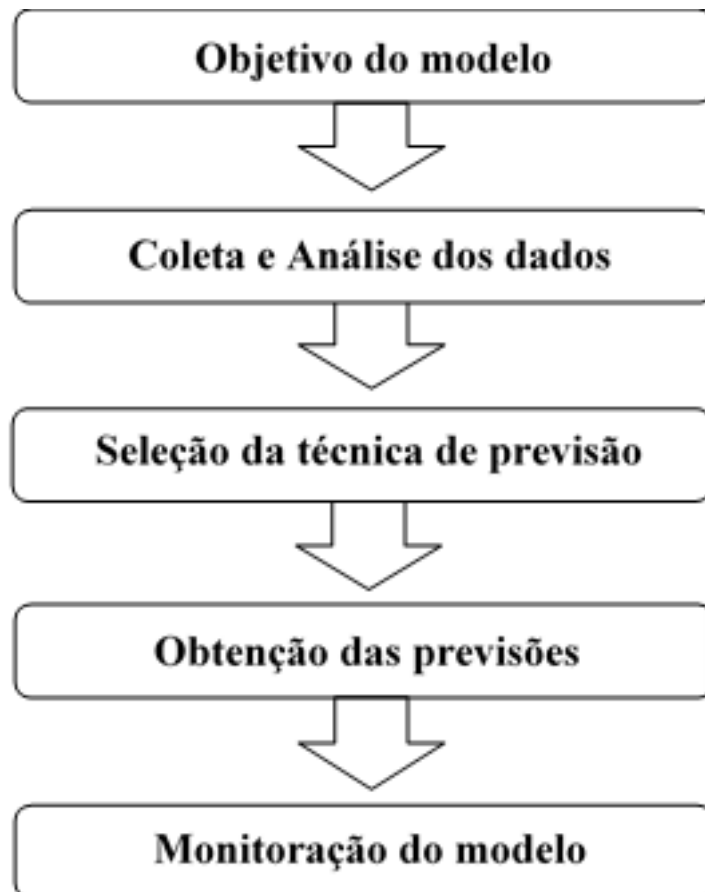 Objetivo do modelo
Coleta e Análise dos dados
Seleção da técnica de previsão
Obtenção das previsões
Monitoração do modelo